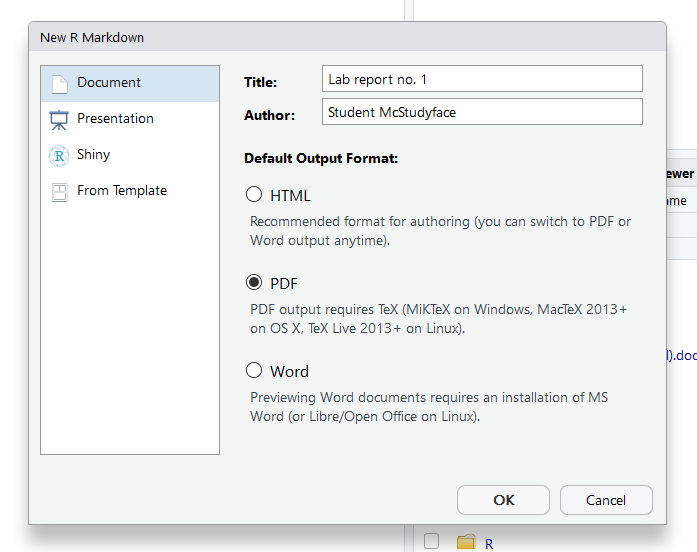 New R Markdown
Document
Presentation
Shiny
From Template
Title:
Lab report no. 1
Author:
Student McStudyface
Default Output Format:
HTML
Recommended format for authoring (you can switch to PDF or
Word output anytime).
PDF
PDF output requires TeX (MiKTeX on Windows, MacTeX 2013+
on OS X, TeX Live 2013+ on Linux).
Word
Previewing Word documents requires an installation of MS
Word (or Libre/Open Office on Linux).
OK
Cancel
ewer
ame
).doc
R